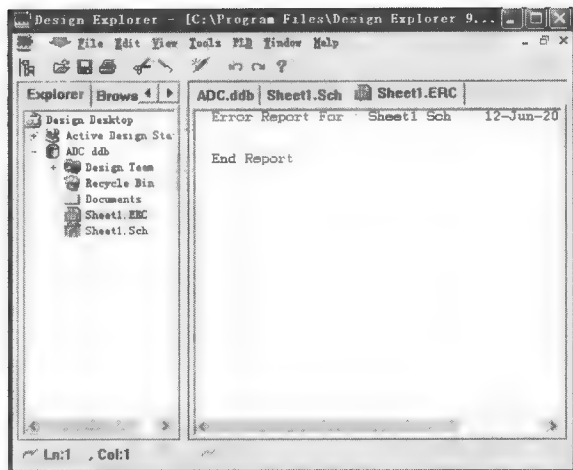 Design Explorer - [C:\Program Files\Design Explorer 9...
File Edit View Tools PLD Window Help
Explorer Brows
ADC.ddb Sheet1.Sch Sheet1.ERC
Design Desktop
Active Design Sta
ADC ddb
Design Team
Recycle Bin
Documents
Sheet1.ERC
Sheet1.Sch
Error Report For : Sheet1 Sch 12-Jun-20
End Report
Ln:1 , Col:1